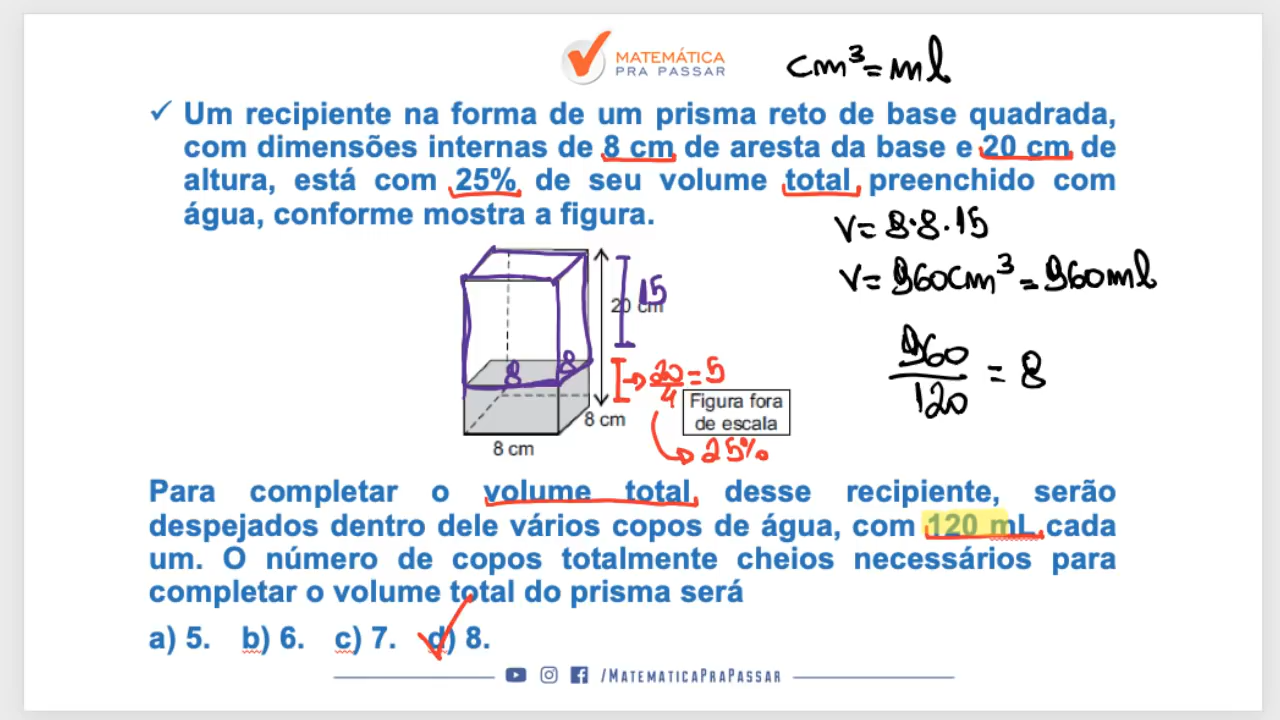 MATEMÁTICA
PRA PASSAR
cm³ = ml
✓ Um recipiente na forma de um prisma reto de base quadrada,
com dimensões internas de 8 cm de aresta da base e 20 cm de
altura, está com 25% de seu volume total preenchido com
água, conforme mostra a figura.
V = 8·8·15
V = 960cm³ = 960ml
960/120 = 8
15
20 cm
8
8
→ 20/4 = 5
→ 25%
Figura fora
de escala
8 cm
8 cm
Para completar o volume total desse recipiente, serão
despejados dentro dele vários copos de água, com 120 mL cada
um. O número de copos totalmente cheios necessários para
completar o volume total do prisma será
a) 5. b) 6. c) 7. d) 8.
/MatematicaPraPassar